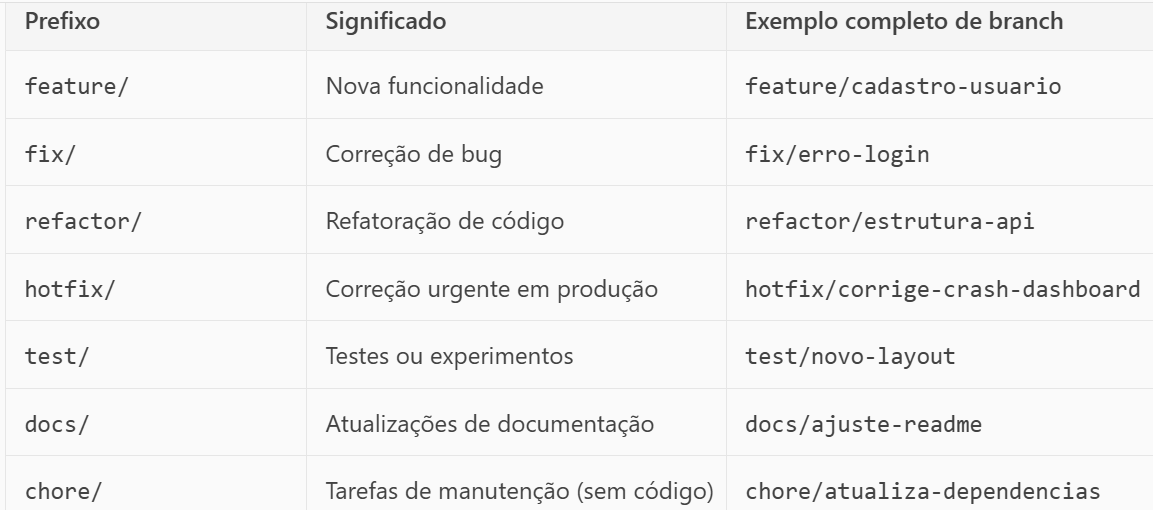 Prefixo Significado Exemplo completo de branch
feature/ Nova funcionalidade feature/cadastro-usuario
fix/ Correção de bug fix/erro-login
refactor/ Refatoração de código refactor/estrutura-api
hotfix/ Correção urgente em produção hotfix/corrige-crash-dashboard
test/ Testes ou experimentos test/novo-layout
docs/ Atualizações de documentação docs/ajuste-readme
chore/ Tarefas de manutenção (sem código) chore/atualiza-dependencias